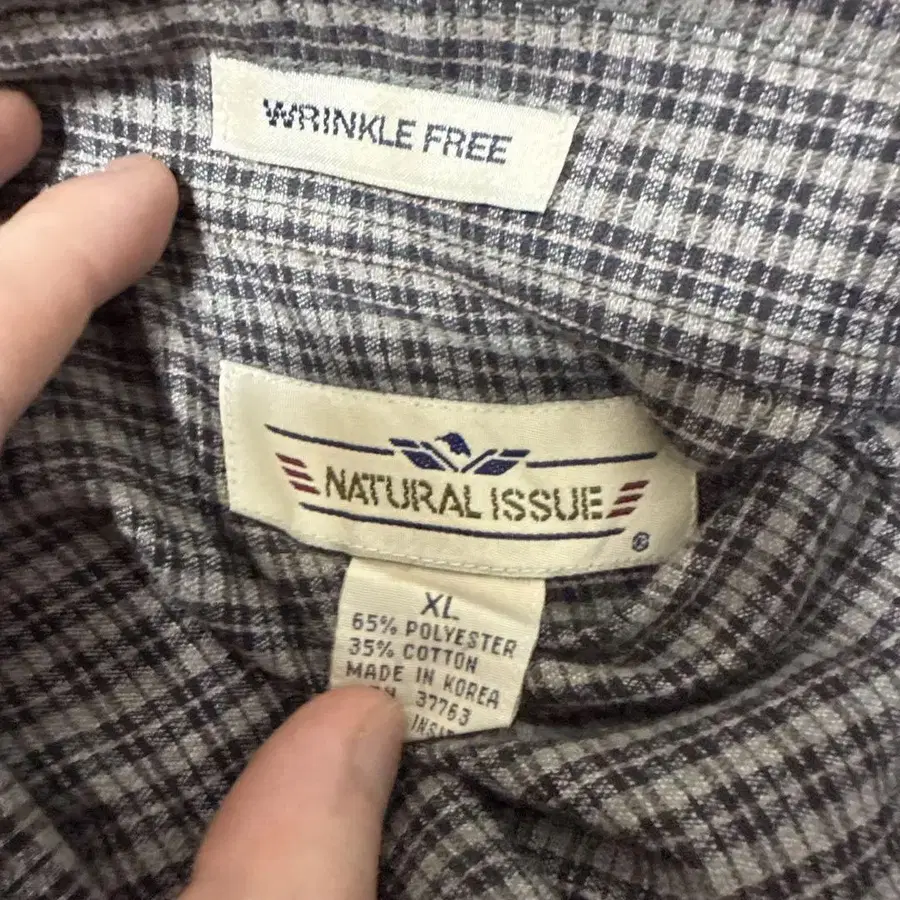 WRINKLE FREE
NATURAL ISSUE
®
XL
65% POLYESTER
35% COTTON
MADE IN KOREA
37763